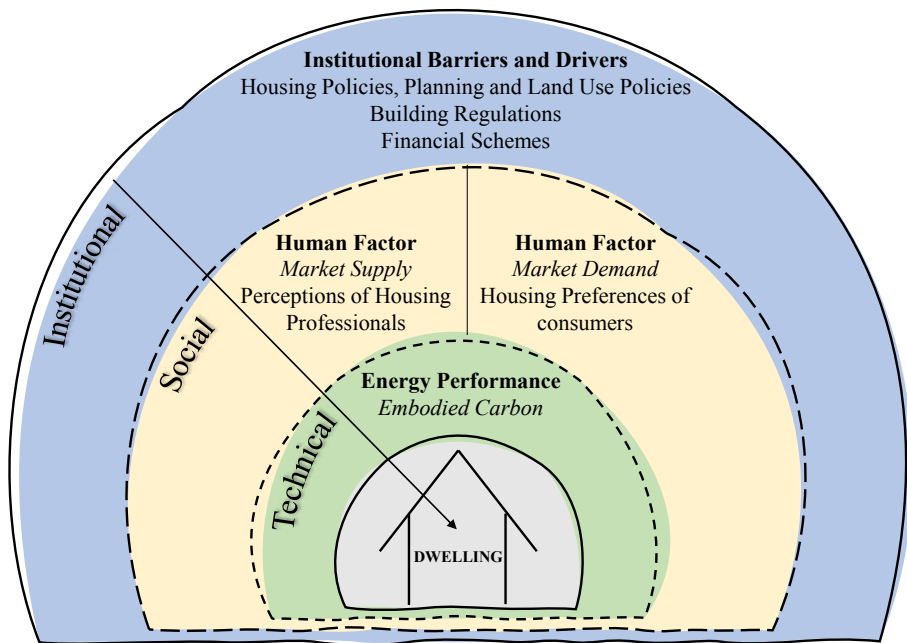 Institutional Barriers and Drivers
Housing Policies, Planning and Land Use Policies
Building Regulations
Financial Schemes
Institutional
Social
Technical
Human Factor
Market Supply
Perceptions of Housing
Professionals
Human Factor
Market Demand
Housing Preferences of
consumers
Energy Performance
Embodied Carbon
DWELLING